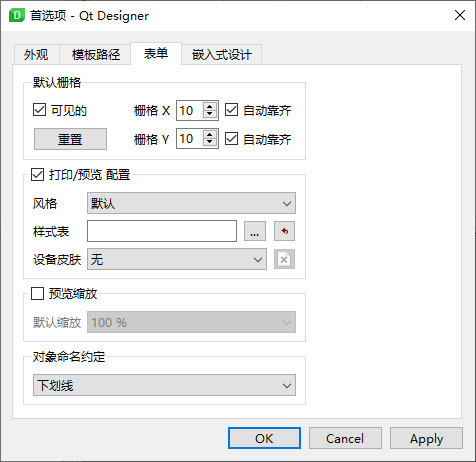 首选项 - Qt Designer
外观 模板路径 表单 嵌入式设计
默认栅格
可见的 栅格 X 10 自动靠齐
重置 栅格 Y 10 自动靠齐
打印/预览 配置
风格 默认
样式表 ...
设备皮肤 无
预览缩放
默认缩放 100 %
对象命名约定
下划线
OK Cancel Apply